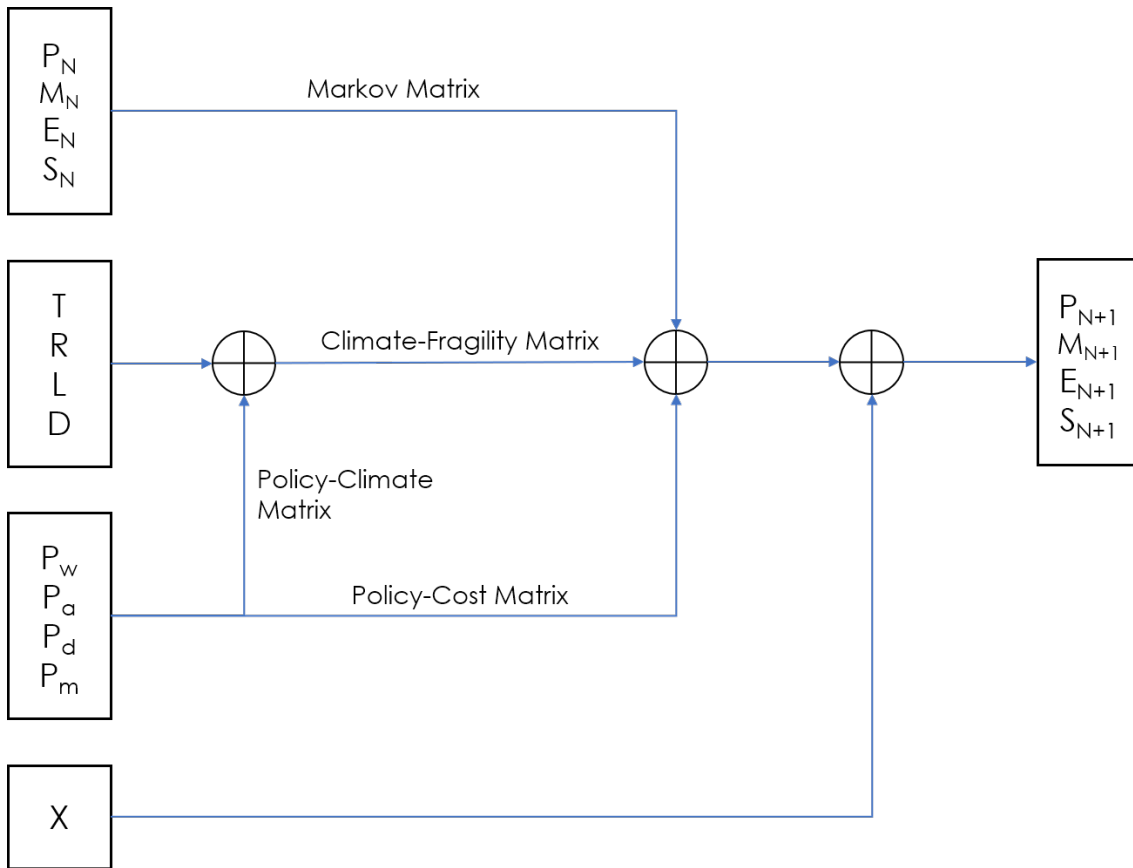 P_N
M_N
E_N
S_N
Markov Matrix
T
R
L
D
Climate-Fragility Matrix
P_{N+1}
M_{N+1}
E_{N+1}
S_{N+1}
Policy-Climate
Matrix
P_w
P_a
P_d
P_m
Policy-Cost Matrix
X